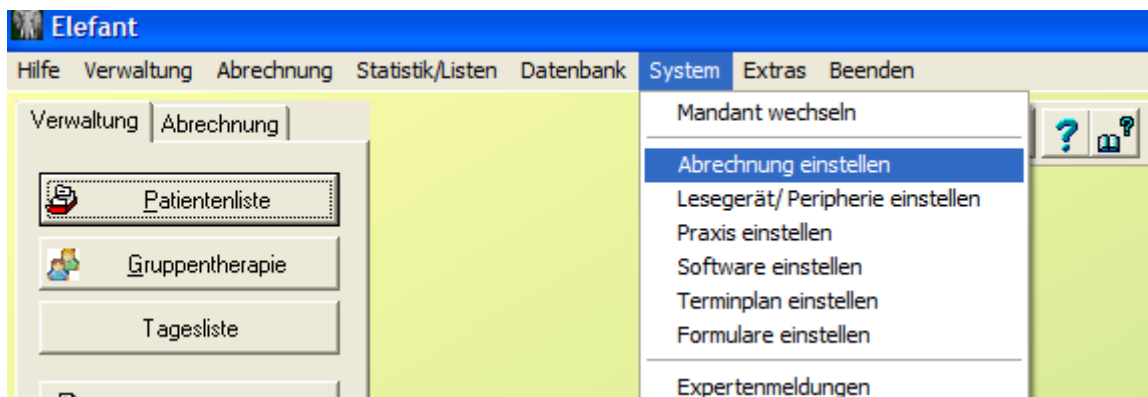 Elefant
Hilfe Verwaltung Abrechnung Statistik/Listen Datenbank System Extras Beenden
Verwaltung Abrechnung
Patientenliste
Gruppentherapie
Tagesliste
Mandant wechseln
Abrechnung einstellen
Lesegerät/ Peripherie einstellen
Praxis einstellen
Software einstellen
Terminplan einstellen
Formulare einstellen
Expertenmeldungen